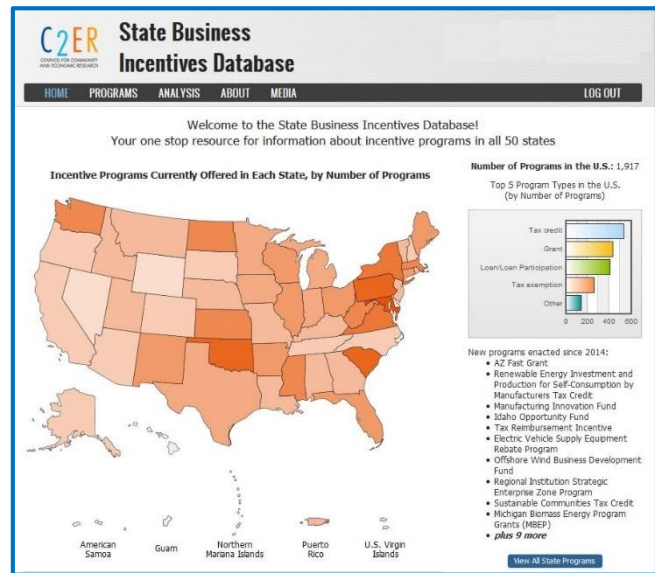 C2ER
COUNCIL FOR COMMUNITY
AND ECONOMIC RESEARCH
State Business
Incentives Database
HOME PROGRAMS ANALYSIS ABOUT MEDIA LOG OUT
Welcome to the State Business Incentives Database!
Your one stop resource for information about incentive programs in all 50 states
Incentive Programs Currently Offered in Each State, by Number of Programs
American
Samoa
Guam
Northern
Mariana Islands
Puerto
Rico
U.S. Virgin
Islands
Number of Programs in the U.S.: 1,917
Top 5 Program Types in the U.S.
(by Number of Programs)
Tax credit
Grant
Loan/Loan Participation
Tax exemption
Other
0 200 400 600
New programs enacted since 2014:
• AZ Fast Grant
• Renewable Energy Investment and
Production for Self-Consumption by
Manufacturers Tax Credit
• Manufacturing Innovation Fund
• Idaho Opportunity Fund
• Tax Reimbursement Incentive
• Electric Vehicle Supply Equipment
Rebate Program
• Offshore Wind Business Development
Fund
• Regional Institution Strategic
Enterprise Zone Program
• Sustainable Communities Tax Credit
• Michigan Biomass Energy Program
Grants (MBEP)
• plus 9 more
View All State Programs